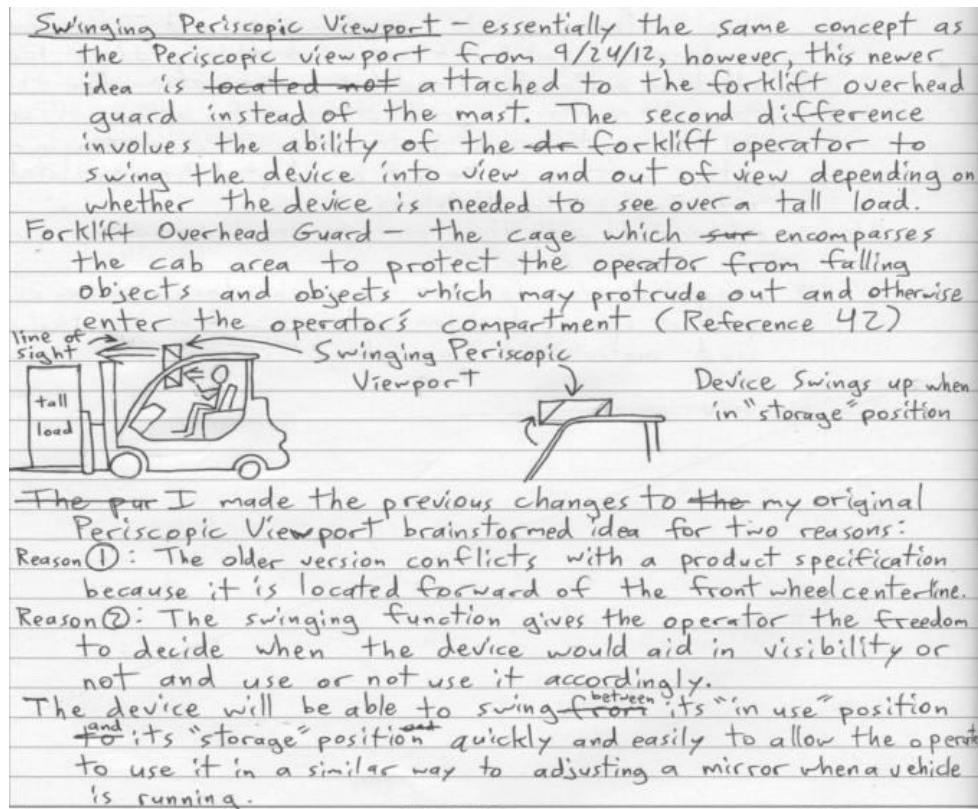 Swinging Periscopic Viewport - essentially the same concept as
the Periscopic viewport from 9/24/12, however, this newer
idea is located not attached to the forklift overhead
guard instead of the mast. The second difference
involves the ability of the dr forklift operator to
swing the device into view and out of view depending on
whether the device is needed to see over a tall load.
Forklift Overhead Guard - the cage which sur encompasses
the cab area to protect the operator from falling
objects and objects which may protrude out and otherwise
enter the operator's compartment (Reference 42)
line of
sight
Swinging Periscopic
Viewport
tall
load
Device Swings up when
in "storage" position
The pur I made the previous changes to the my original
Periscopic Viewport brainstormed idea for two reasons:
Reason ①: The older version conflicts with a product specification
because it is located forward of the front wheel centerline.
Reason ②: The swinging function gives the operator the freedom
to decide when the device would aid in visibility or
not and use or not use it accordingly.
The device will be able to swing from between its "in use" position
to and its "storage" position and quickly and easily to allow the operate
to use it in a similar way to adjusting a mirror when a vehicle
is running.